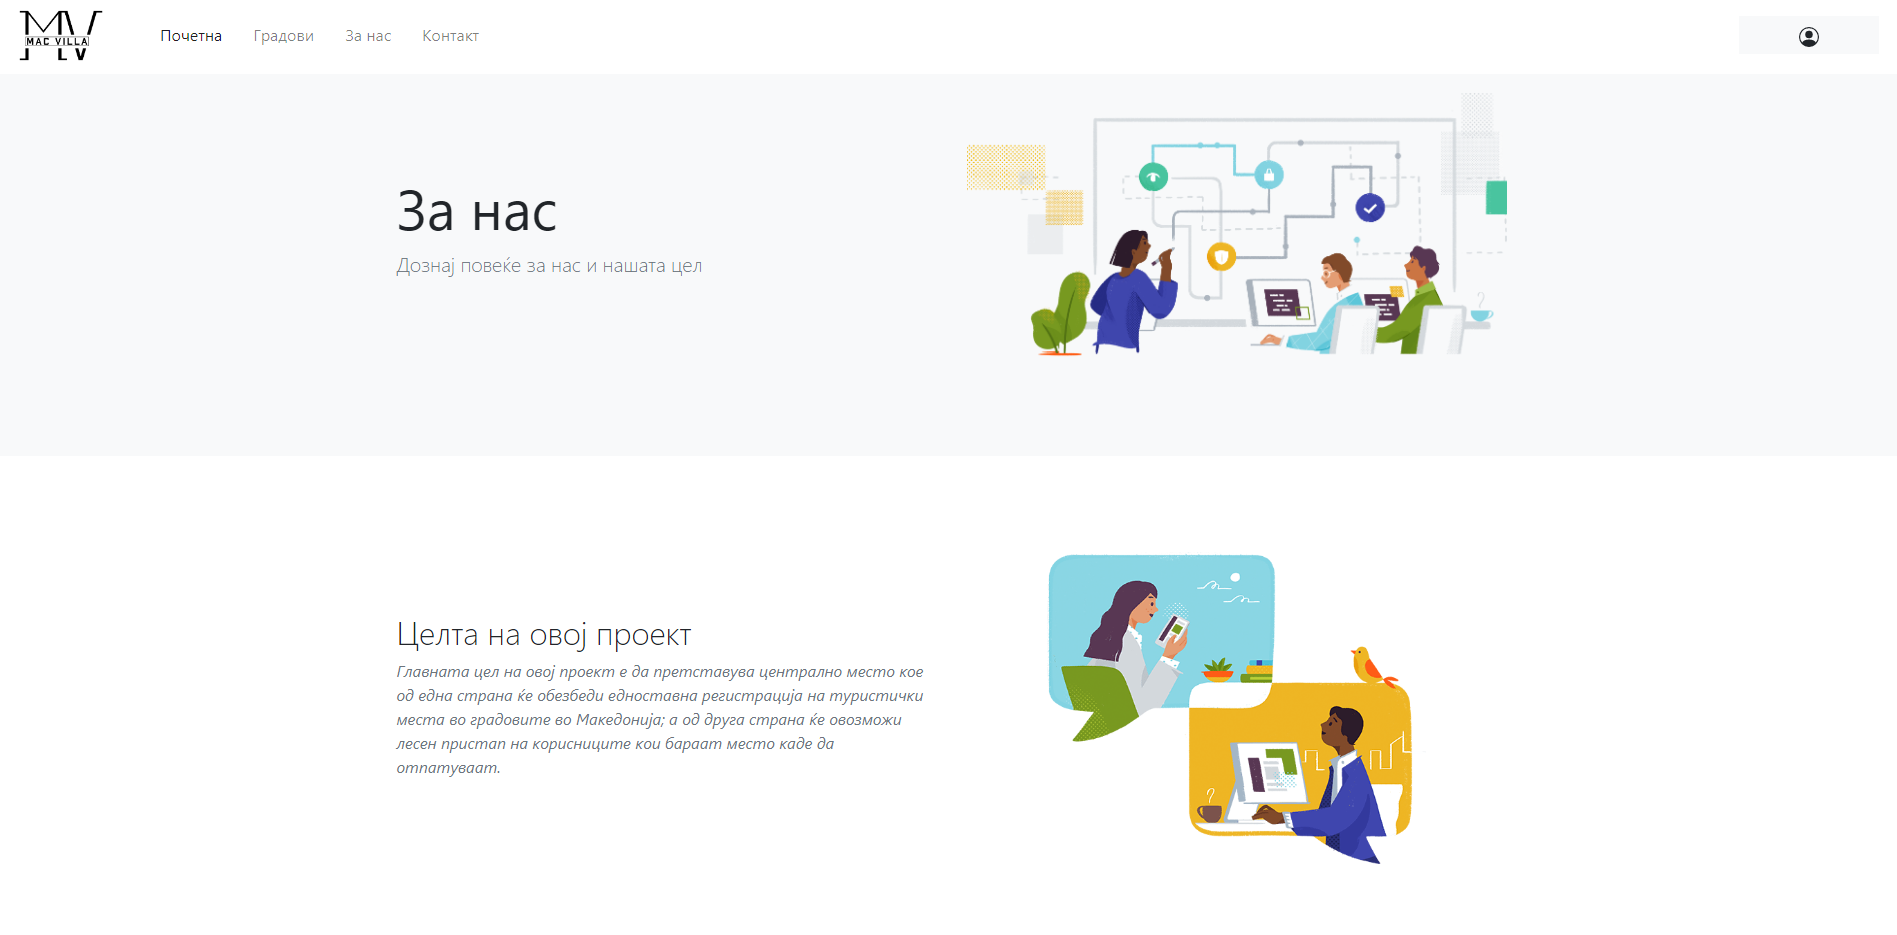 MV
MAC VILLA
Почетна Градови За нас Контакт
За нас
Дознај повеќе за нас и нашата цел
Целта на овој проект
Главната цел на овој проект е да претставува централно место кое
од една страна ќе обезбеди едноставна регистрација на туристички
места во градовите во Македонија; а од друга страна ќе овозможи
лесен пристап на корисниците кои бараат место каде да
отпатуваат.